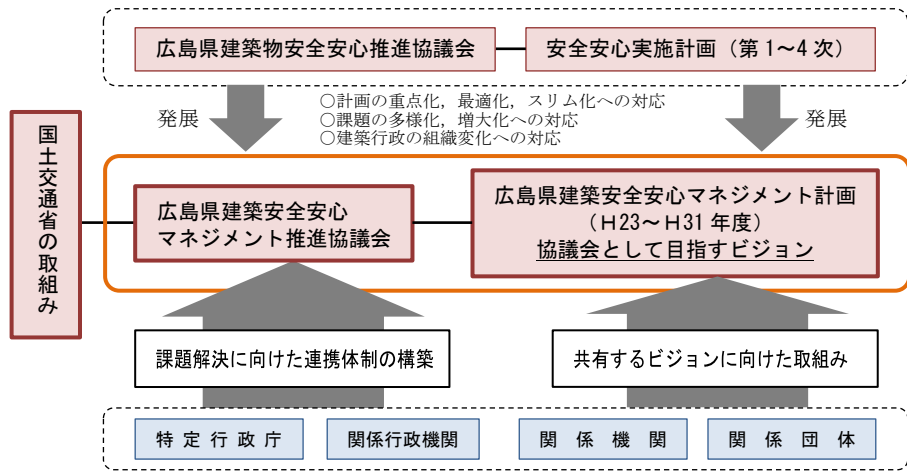 広島県建築物安全安心推進協議会
安全安心実施計画（第1～4次）
発展
○計画の重点化，最適化，スリム化への対応
○課題の多様化，増大化への対応
○建築行政の組織変化への対応
発展
国土交通省の取組み
広島県建築安全安心
マネジメント推進協議会
広島県建築安全安心マネジメント計画
（H23～H31年度）
協議会として目指すビジョン
課題解決に向けた連携体制の構築
共有するビジョンに向けた取組み
特定行政庁
関係行政機関
関係機関
関係団体